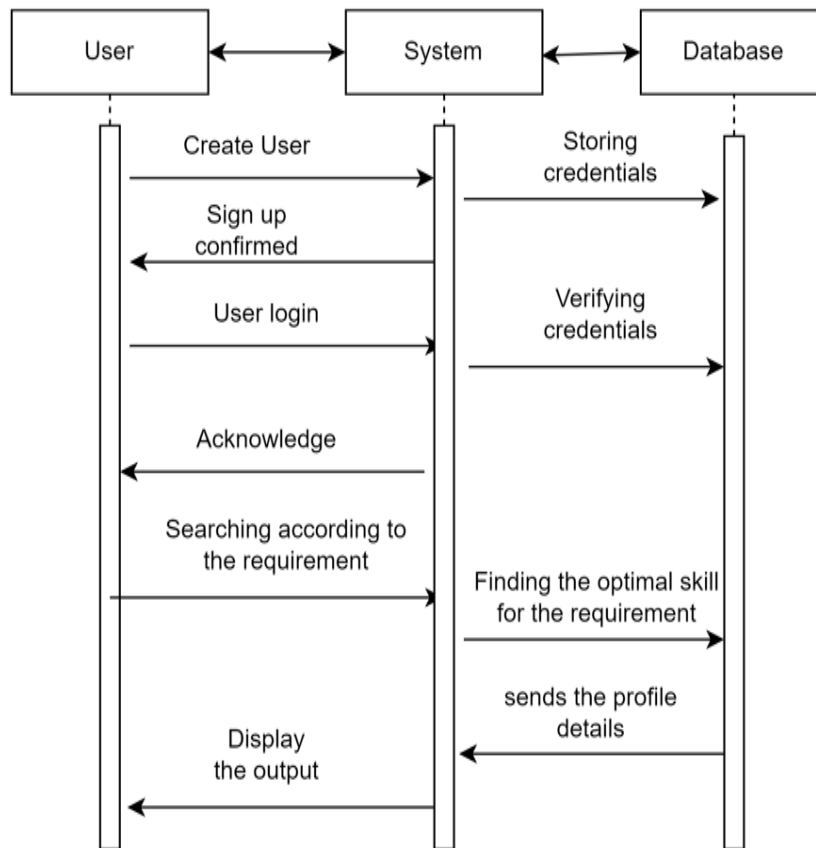 User
System
Database
Create User
Storing
credentials
Sign up
confirmed
User login
Verifying
credentials
Acknowledge
Searching according to
the requirement
Finding the optimal skill
for the requirement
sends the profile
details
Display
the output